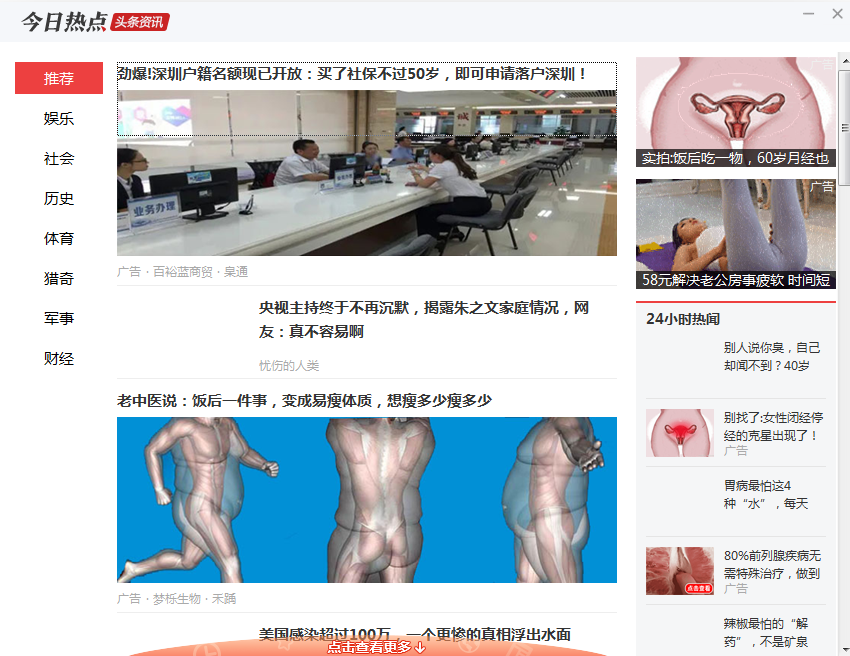 今日热点 头条资讯
推荐
娱乐
社会
历史
体育
猎奇
军事
财经
劲爆!深圳户籍名额现已开放：买了社保不过50岁，即可申请落户深圳！
业务办理
广告 · 百裕蓝商贸 · 枭通
央视主持终于不再沉默，揭露朱之文家庭情况，网
友：真不容易啊
忧伤的人类
老中医说：饭后一件事，变成易瘦体质，想瘦多少瘦多少
广告 · 梦栎生物 · 禾踽
美国感染超过100万，一个更惨的真相浮出水面
点击查看更多
广告
实拍:饭后吃一物，60岁月经也
广告
58元解决老公房事疲软 时间短
24小时热闻
别人说你臭，自己
却闻不到？40岁
别找了:女性闭经停
经的克星出现了！
广告
胃病最怕这4
种“水”，每天
80%前列腺疾病无
需特殊治疗，做到
广告
点击查看
辣椒最怕的“解
药”，不是矿泉